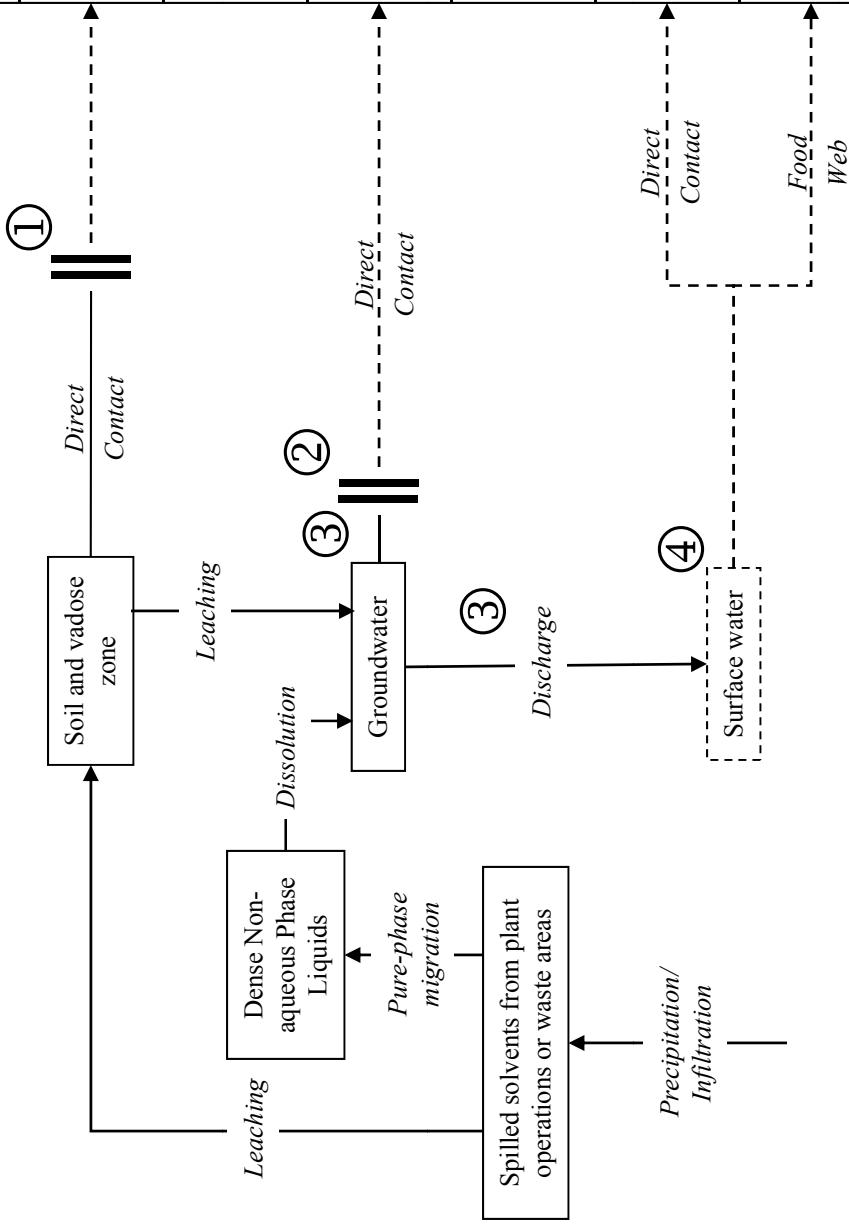 ①
Direct
Contact
Soil and vadose
zone
Leaching
②
③
Direct
Contact
Dissolution
Groundwater
③
Discharge
Leaching
Dense Non-
aqueous Phase
Liquids
Pure-phase
migration
Spilled solvents from plant
operations or waste areas
Precipitation/
Infiltration
④
Surface water
Direct
Contact
Food
Web